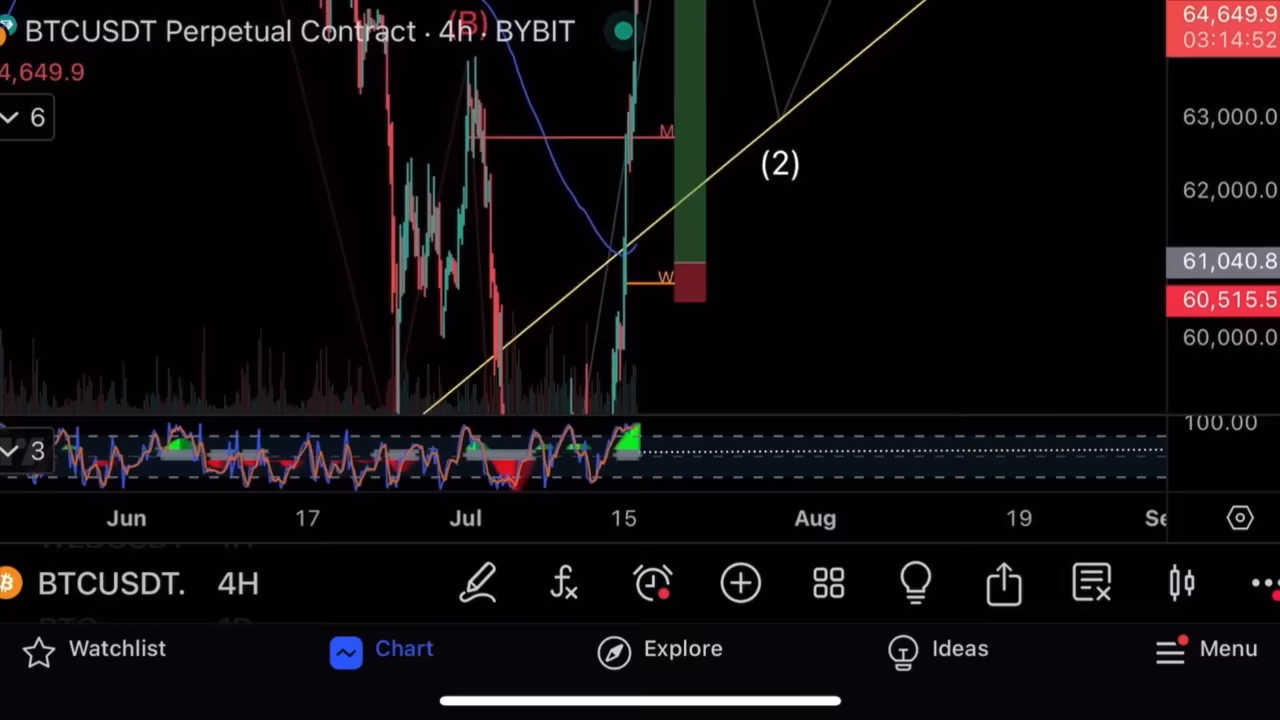 (B)
BTCUSDT Perpetual Contract · 4h · BYBIT
64,649.9
03:14:52
4,649.9
6
63,000.0
M
(2)
62,000.0
61,040.8
W
60,515.5
60,000.0
100.00
3
Jun 17 Jul 15 Aug 19 Se
BTCUSDT. 4H
Watchlist Chart Explore Ideas Menu